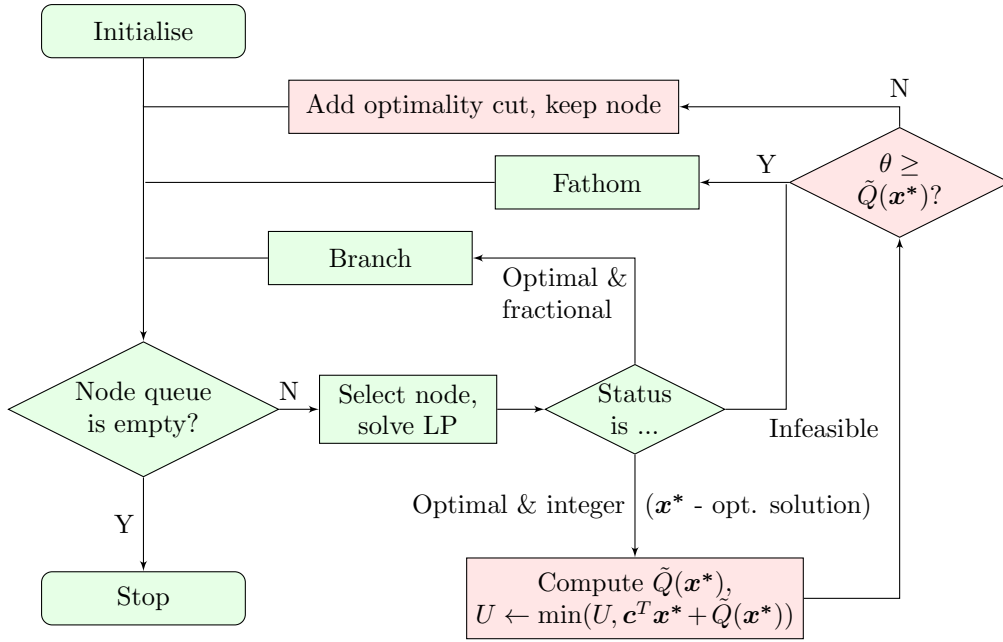 Initialise
N
Add optimality cut, keep node
θ ≥
Q̃(x*)?
Y
Fathom
Branch
Optimal &
fractional
Node queue
is empty?
N
Select node,
solve LP
Status
is ...
Infeasible
Optimal & integer (x* - opt. solution)
Y
Compute Q̃(x*),
U ← min(U, cᵀx* + Q̃(x*))
Stop